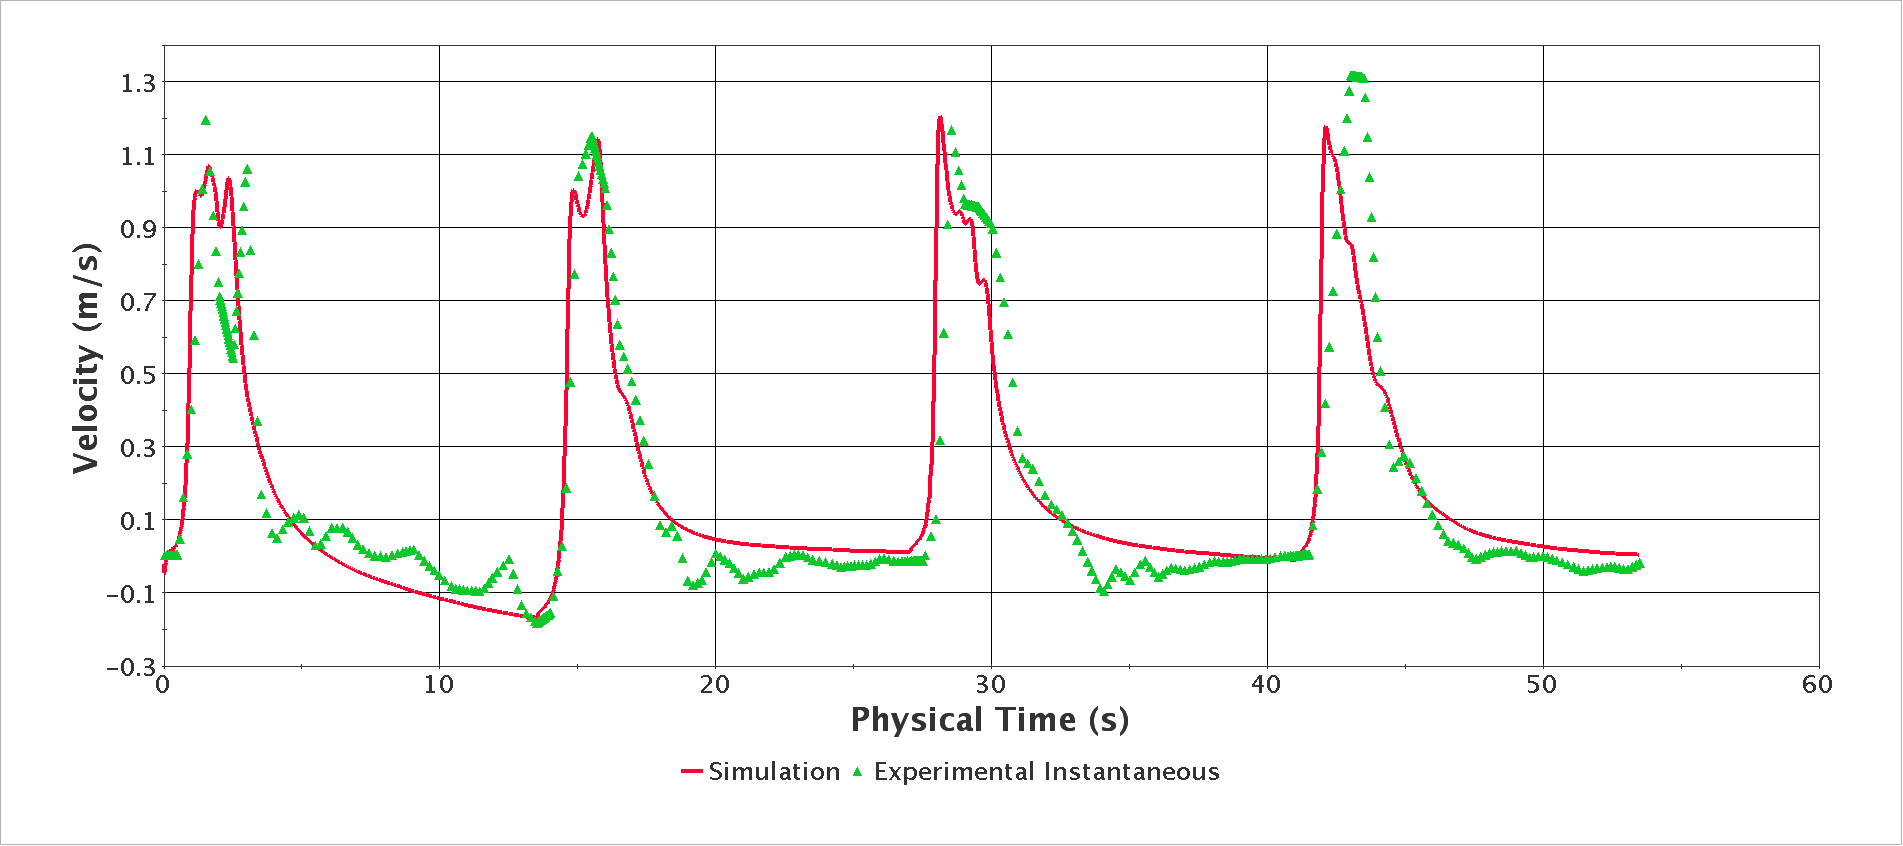 1.3
1.1
0.9
0.7
0.5
0.3
0.1
−0.1
−0.3
Velocity (m/s)
0 10 20 30 40 50 60
Physical Time (s)
Simulation Experimental Instantaneous